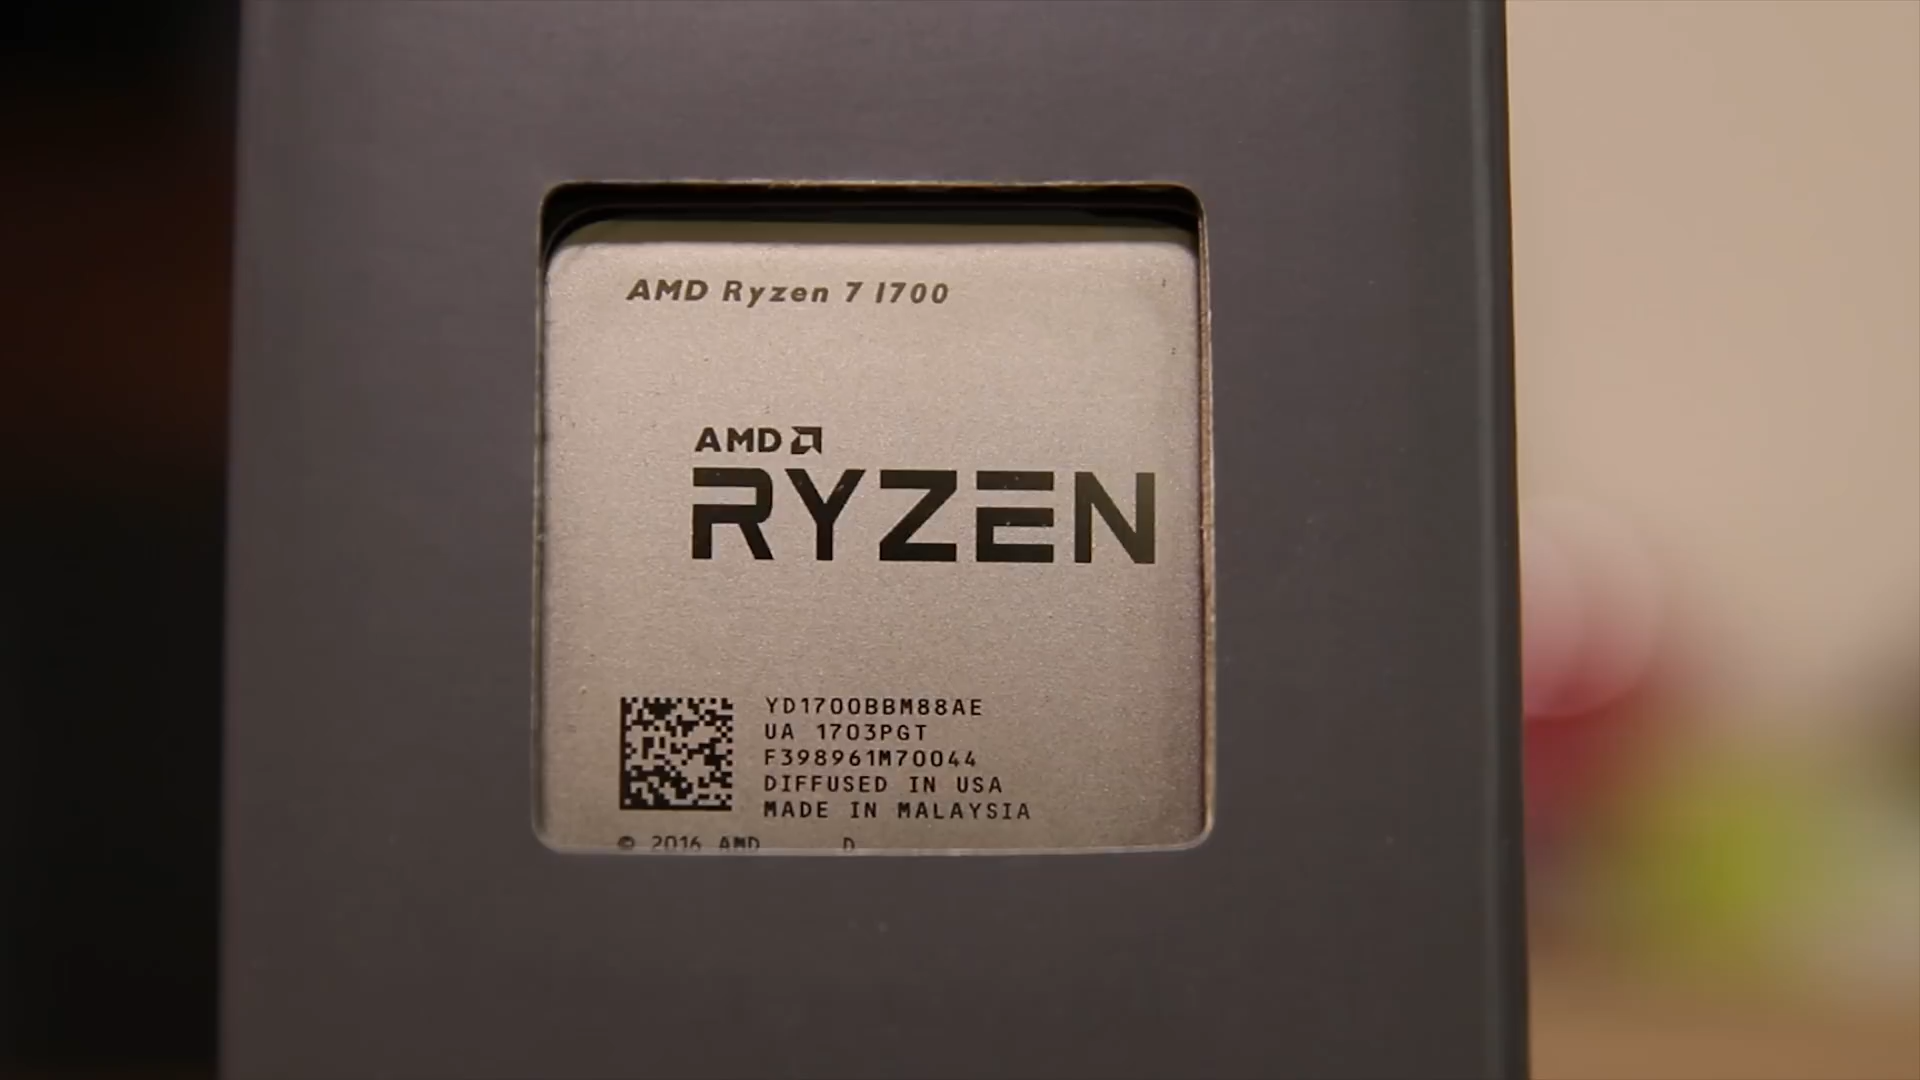 AMD Ryzen 7 1700
AMD
RYZEN
YD1700BBM88AE
UA 1703PGT
F398961M70044
DIFFUSED IN USA
MADE IN MALAYSIA
© 2016 AMD D